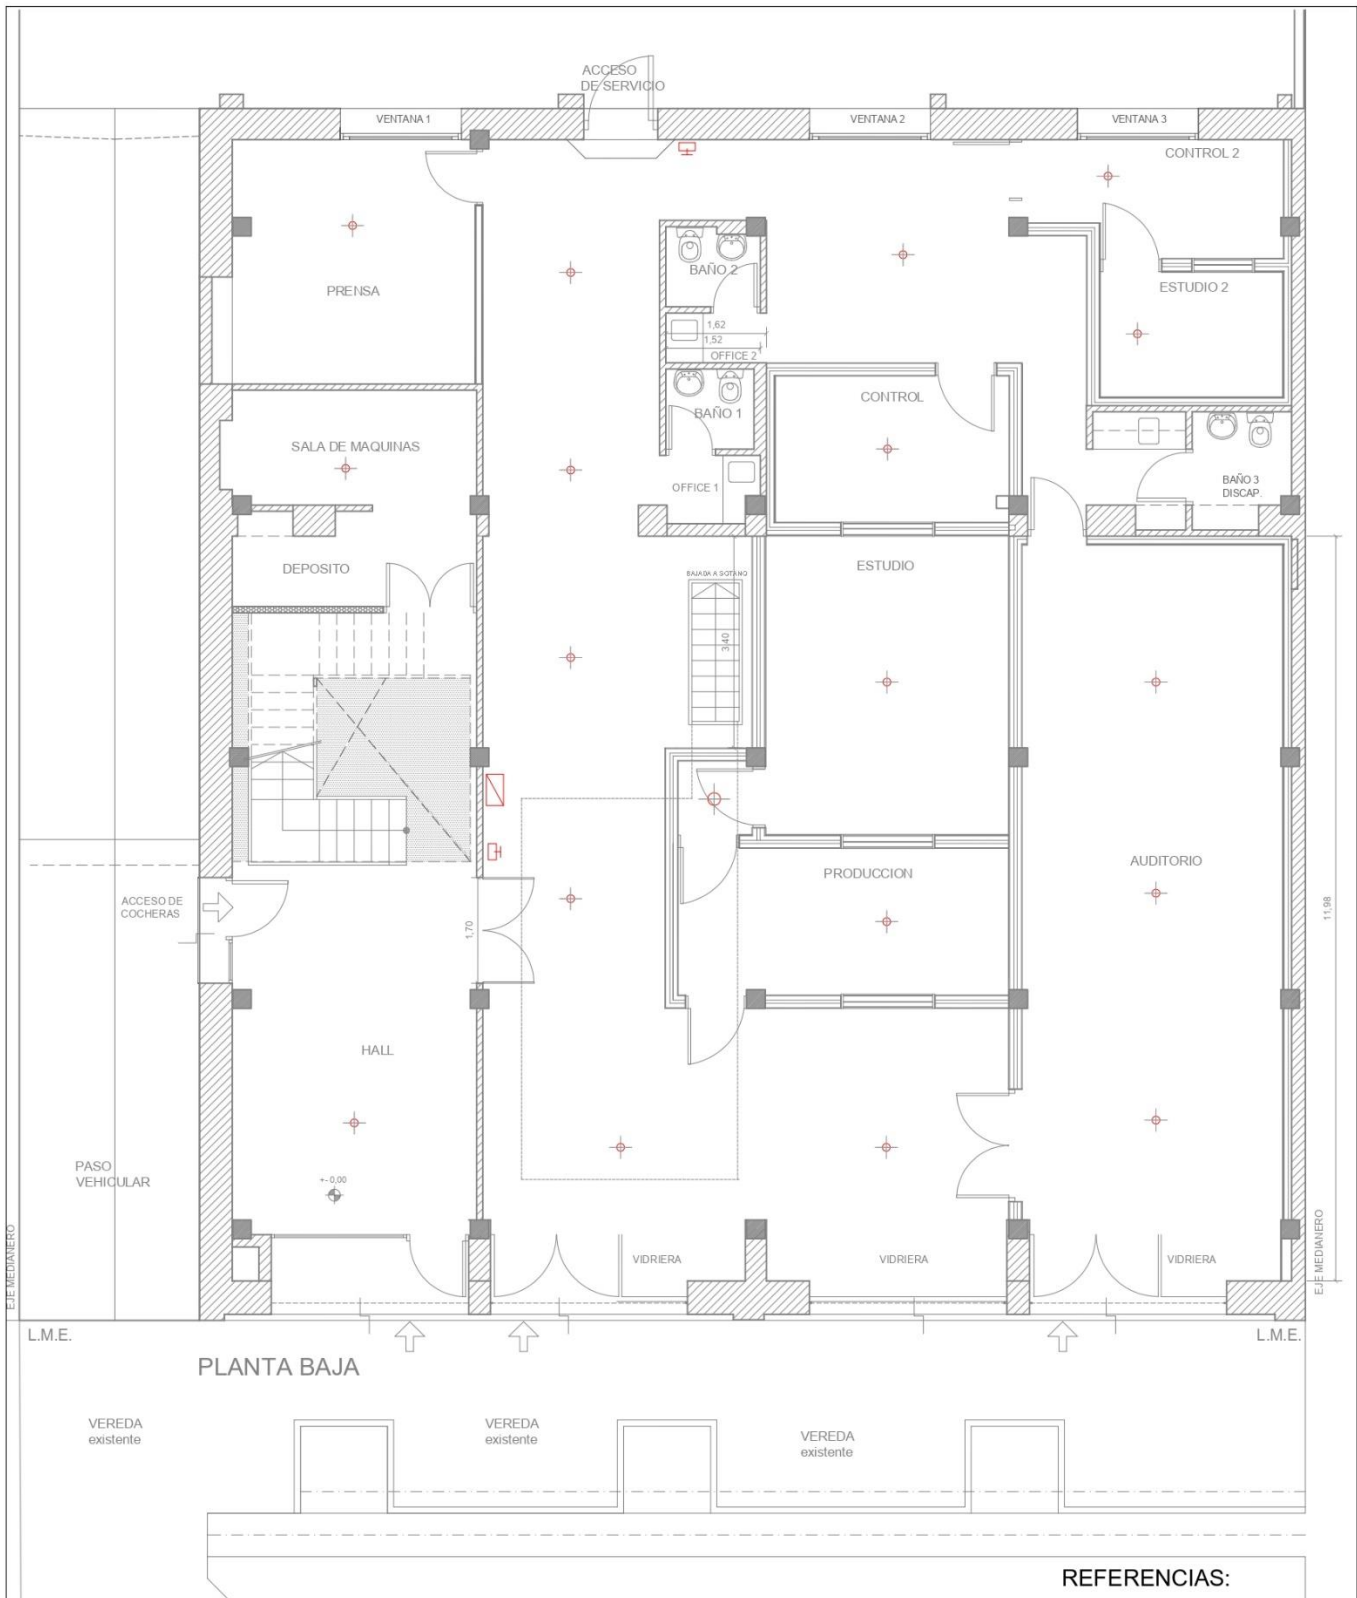 ACCESO
DE SERVICIO
VENTANA 1
VENTANA 2
VENTANA 3
CONTROL 2
BAÑO 2
PRENSA
ESTUDIO 2
1,62
1,52
OFFICE 2
CONTROL
BAÑO 1
SALA DE MAQUINAS
OFFICE 1
BAÑO 3
DISCAP.
DEPOSITO
BAJADA A SOTANO
ESTUDIO
3,40
PRODUCCION
AUDITORIO
ACCESO DE
COCHERAS
1,70
11,98
HALL
PASO
VEHICULAR
+-0,00
EJE MEDIANERO
VIDRIERA
VIDRIERA
VIDRIERA
EJE MEDIANERO
L.M.E.
L.M.E.
PLANTA BAJA
VEREDA
existente
VEREDA
existente
VEREDA
existente
REFERENCIAS: